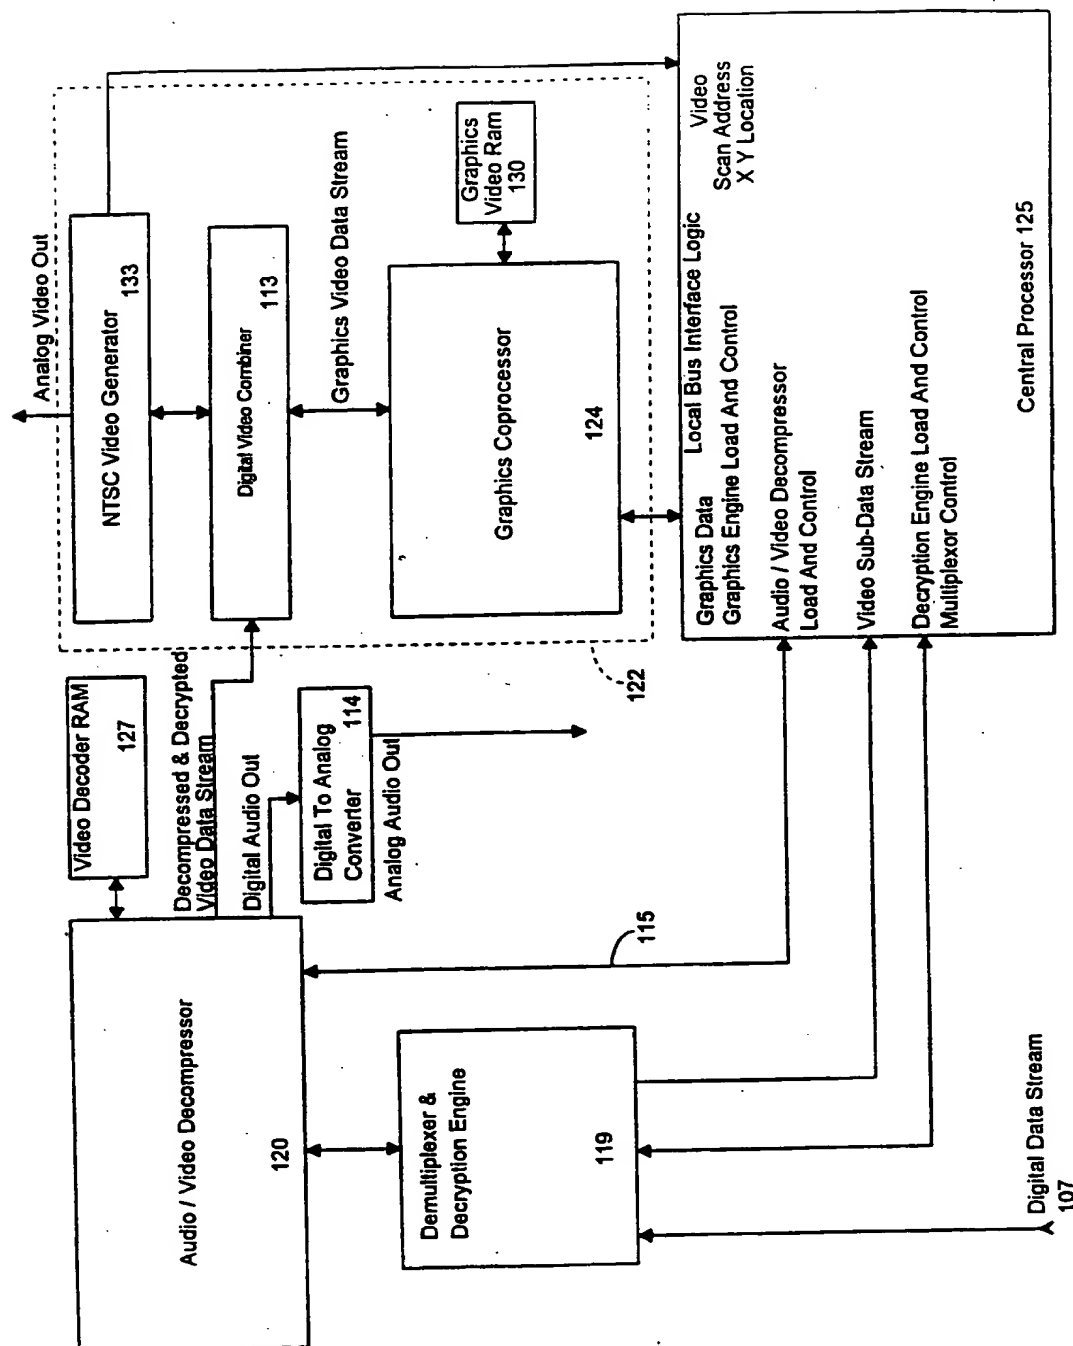 Audio / Video Decompressor
120
Video Decoder RAM
127
Decompressed & Decrypted
Video Data Stream
Digital Audio Out
Digital To Analog
Converter
114
Analog Audio Out
Analog Video Out
NTSC Video Generator
133
Digital Video Combiner
113
Graphics Video Data Stream
Graphics Coprocessor
124
Graphics
Video Ram
130
122
Demultiplexer &
Decryption Engine
119
115
Digital Data Stream
107
Local Bus Interface Logic
Graphics Data
Graphics Engine Load And Control
Audio / Video Decompressor
Load And Control
Video Sub-Data Stream
Decryption Engine Load And Control
Multiplexor Control
Video
Scan Address
X Y Location
Central Processor 125